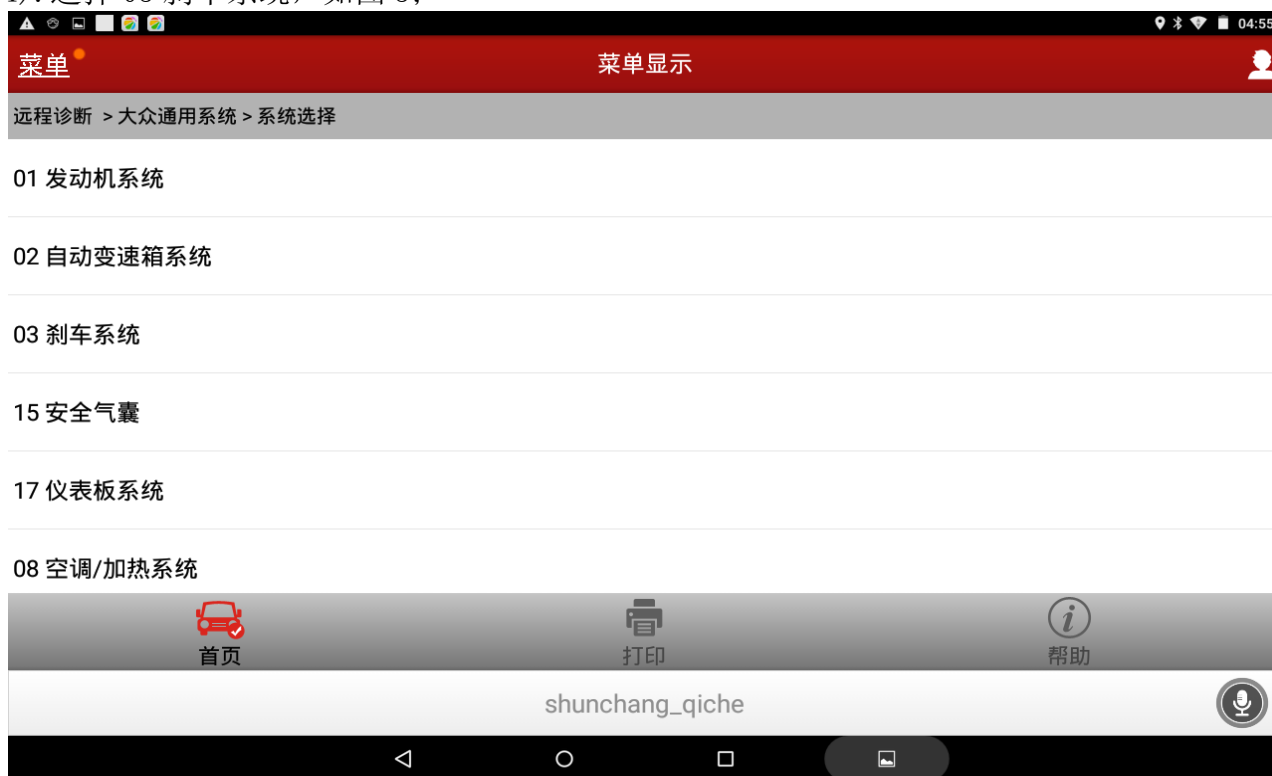 04:55
菜单
菜单显示
远程诊断 > 大众通用系统 > 系统选择
01 发动机系统
02 自动变速箱系统
03 刹车系统
15 安全气囊
17 仪表板系统
08 空调/加热系统
首页
打印
帮助
shunchang_qiche